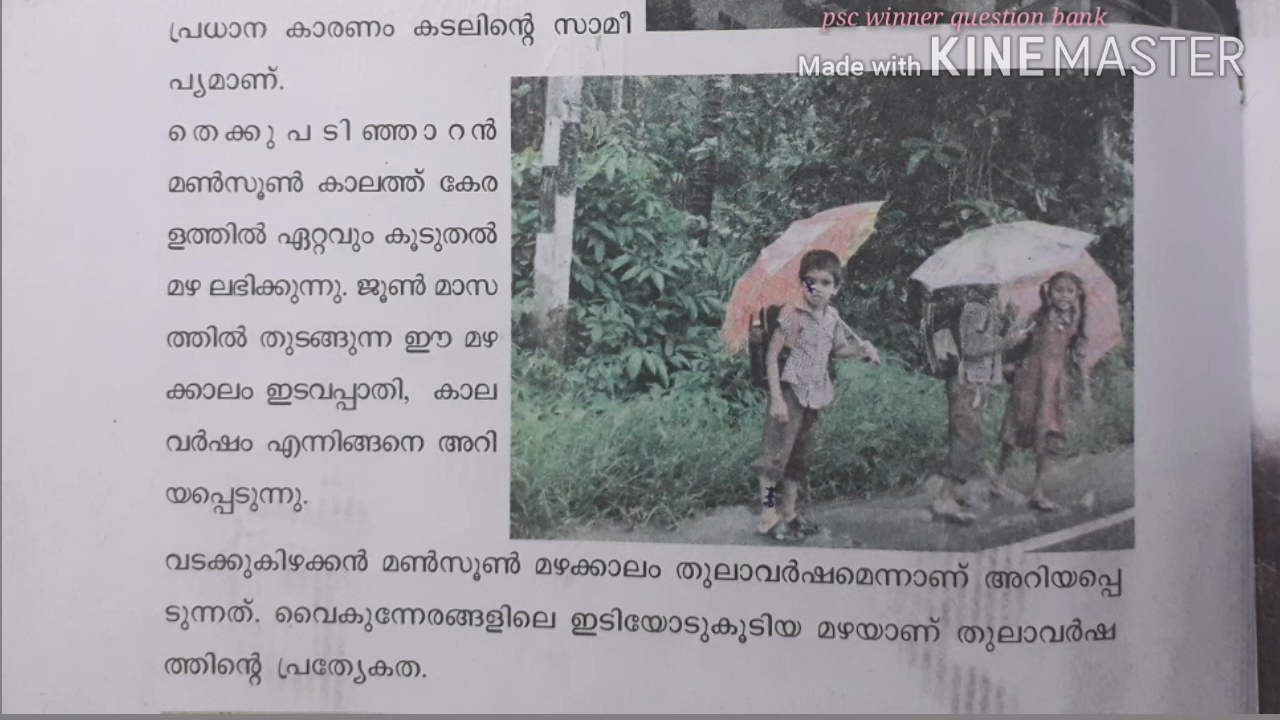 psc winner question bank
Made with KINEMASTER
പ്രധാന കാരണം കടലിന്റെ സാമീ
പ്യമാണ്.
തെക്കുപടിഞ്ഞാറൻ
മൺസൂൺ കാലത്ത് കേര
ളത്തിൽ ഏറ്റവും കൂടുതൽ
മഴ ലഭിക്കുന്നു. ജൂൺ മാസ
ത്തിൽ തുടങ്ങുന്ന ഈ മഴ
ക്കാലം ഇടവപ്പാതി, കാല
വർഷം എന്നിങ്ങനെ അറി
യപ്പെടുന്നു.
വടക്കുകിഴക്കൻ മൺസൂൺ മഴക്കാലം തുലാവർഷമെന്നാണ് അറിയപ്പെ
ടുന്നത്. വൈകുന്നേരങ്ങളിലെ ഇടിയോടുകൂടിയ മഴയാണ് തുലാവർഷ
ത്തിന്റെ പ്രത്യേകത.